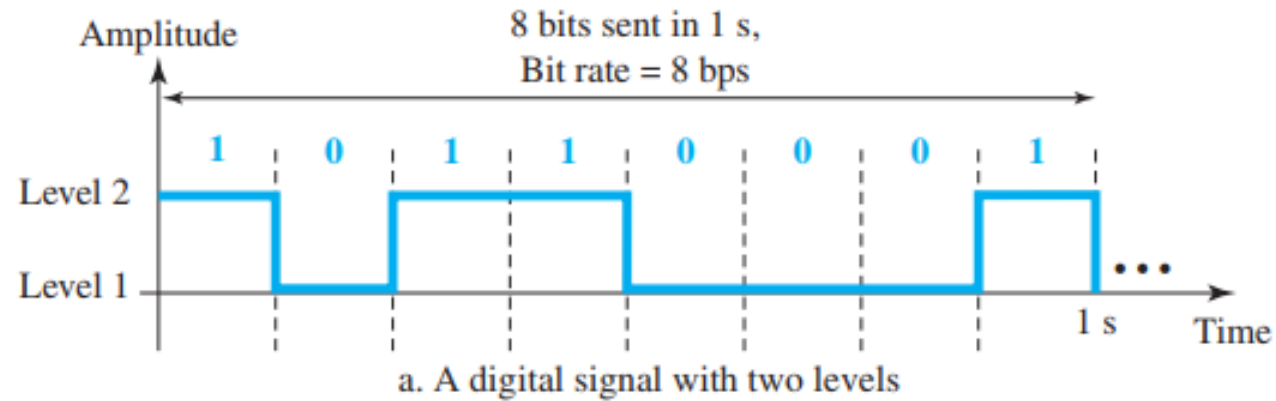 Amplitude
8 bits sent in 1 s,
Bit rate = 8 bps
1 0 1 1 0 0 0 1
Level 2
Level 1
...
1 s
Time
a. A digital signal with two levels